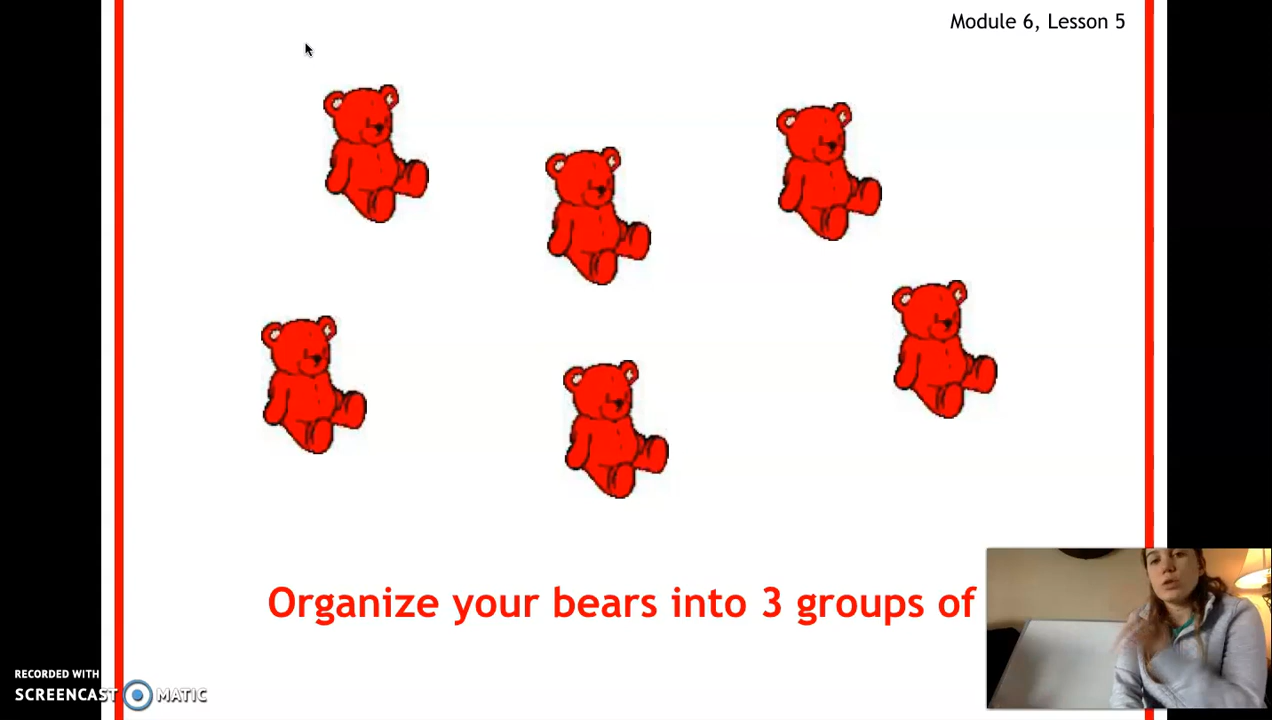 Module 6, Lesson 5
Organize your bears into 3 groups of
RECORDED WITH
SCREENCAST MATIC